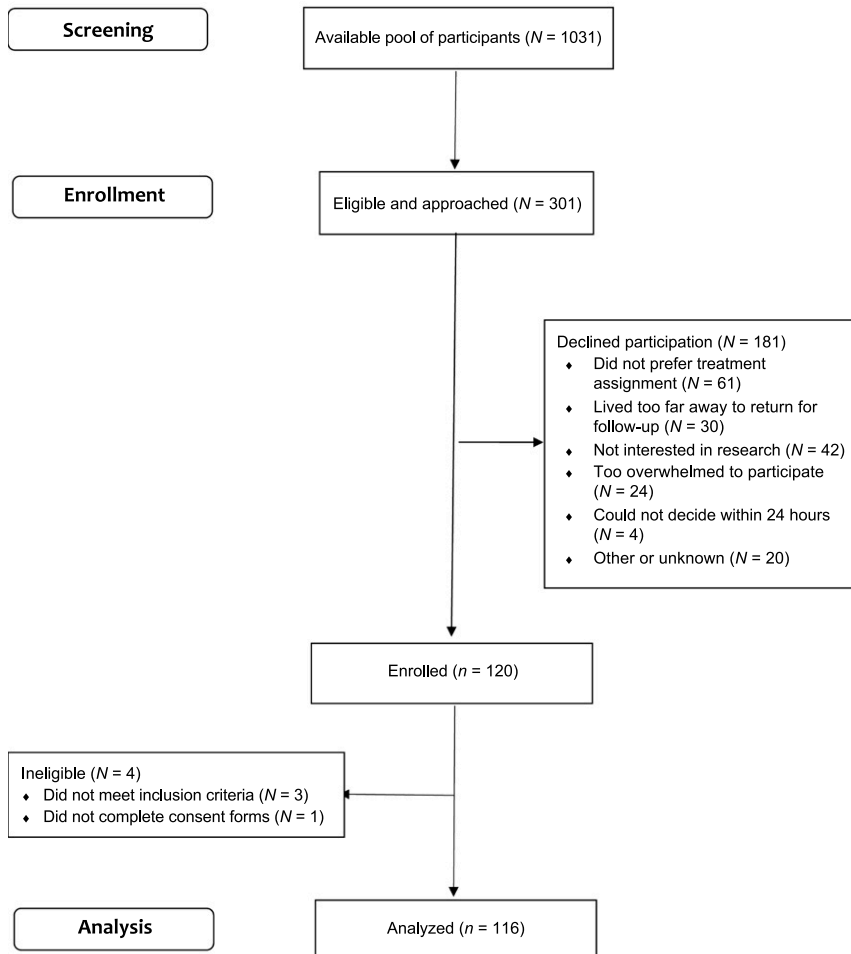 Screening
Available pool of participants (N = 1031)
Enrollment
Eligible and approached (N = 301)
Declined participation (N = 181)
♦ Did not prefer treatment
assignment (N = 61)
♦ Lived too far away to return for
follow-up (N = 30)
♦ Not interested in research (N = 42)
♦ Too overwhelmed to participate
(N = 24)
♦ Could not decide within 24 hours
(N = 4)
♦ Other or unknown (N = 20)
Enrolled (n = 120)
Ineligible (N = 4)
♦ Did not meet inclusion criteria (N = 3)
♦ Did not complete consent forms (N = 1)
Analysis
Analyzed (n = 116)